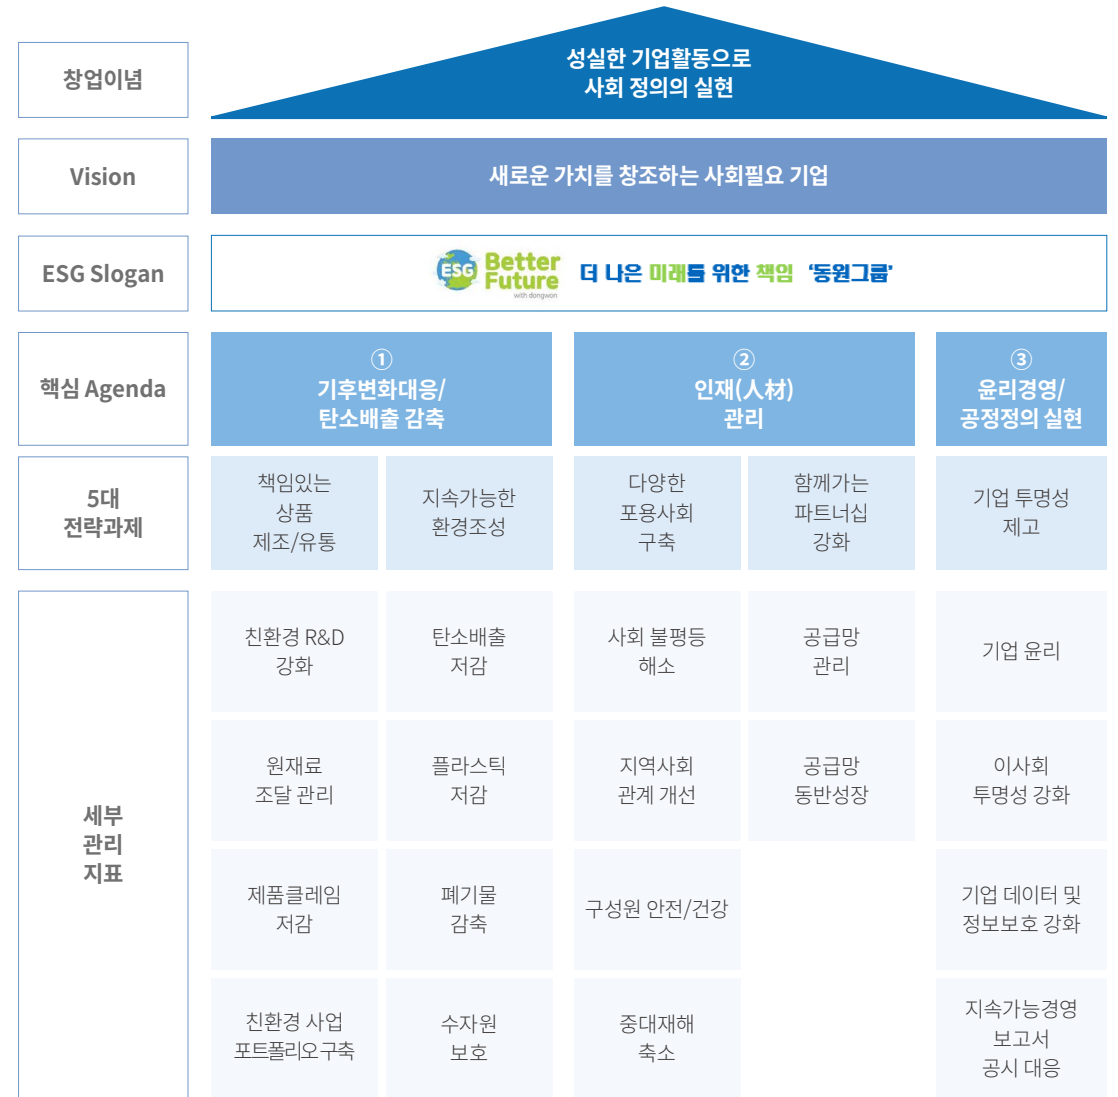 창업이념
성실한 기업활동으로
사회 정의의 실현
Vision
새로운 가치를 창조하는 사회필요 기업
ESG Slogan
ESG Better
Future
with dongwon
더 나은 미래를 위한 책임 ‘동원그룹’
핵심 Agenda
①
기후변화대응/
탄소배출 감축
②
인재(人材)
관리
③
윤리경영/
공정정의 실현
5대
전략과제
책임있는
상품
제조/유통
지속가능한
환경조성
다양한
포용사회
구축
함께가는
파트너십
강화
기업 투명성
제고
세부
관리
지표
친환경 R&D
강화
탄소배출
저감
사회 불평등
해소
공급망
관리
기업 윤리
원재료
조달 관리
플라스틱
저감
지역사회
관계 개선
공급망
동반성장
이사회
투명성 강화
제품클레임
저감
폐기물
감축
구성원 안전/건강
기업 데이터 및
정보보호 강화
친환경 사업
포트폴리오 구축
수자원
보호
중대재해
축소
지속가능경영
보고서
공시 대응